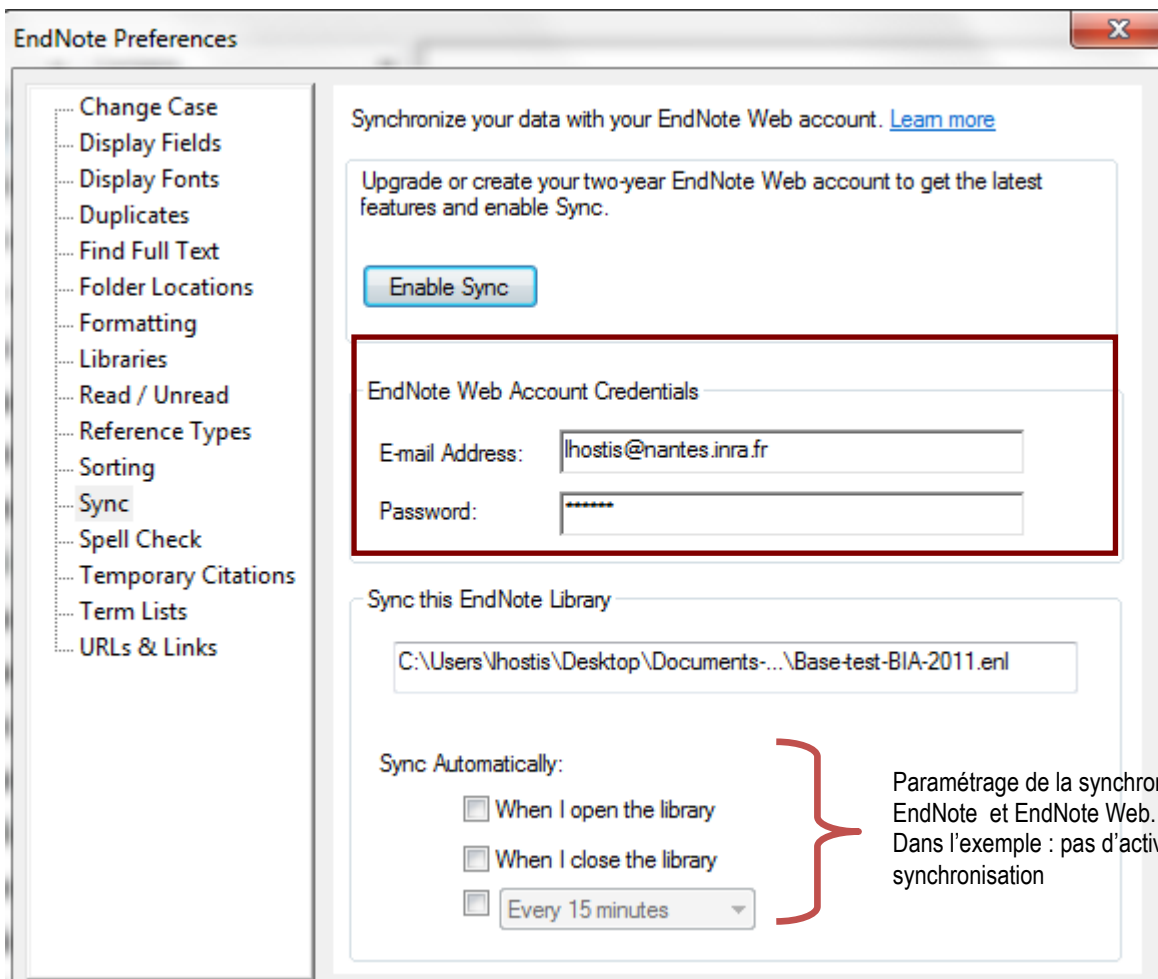 EndNote Preferences
x
Change Case
Display Fields
Display Fonts
Duplicates
Find Full Text
Folder Locations
Formatting
Libraries
Read / Unread
Reference Types
Sorting
Sync
Spell Check
Temporary Citations
Term Lists
URLs & Links
Synchronize your data with your EndNote Web account. Learn more
Upgrade or create your two-year EndNote Web account to get the latest
features and enable Sync.
Enable Sync
EndNote Web Account Credentials
E-mail Address: lhostis@nantes.inra.fr
Password: ******
Sync this EndNote Library
C:\Users\lhostis\Desktop\Documents-...\Base-test-BIA-2011.enl
Sync Automatically:
When I open the library
When I close the library
Every 15 minutes
Paramétrage de la
EndNote et EndNote Web.
Dans l'exemple : pas
synchronisation